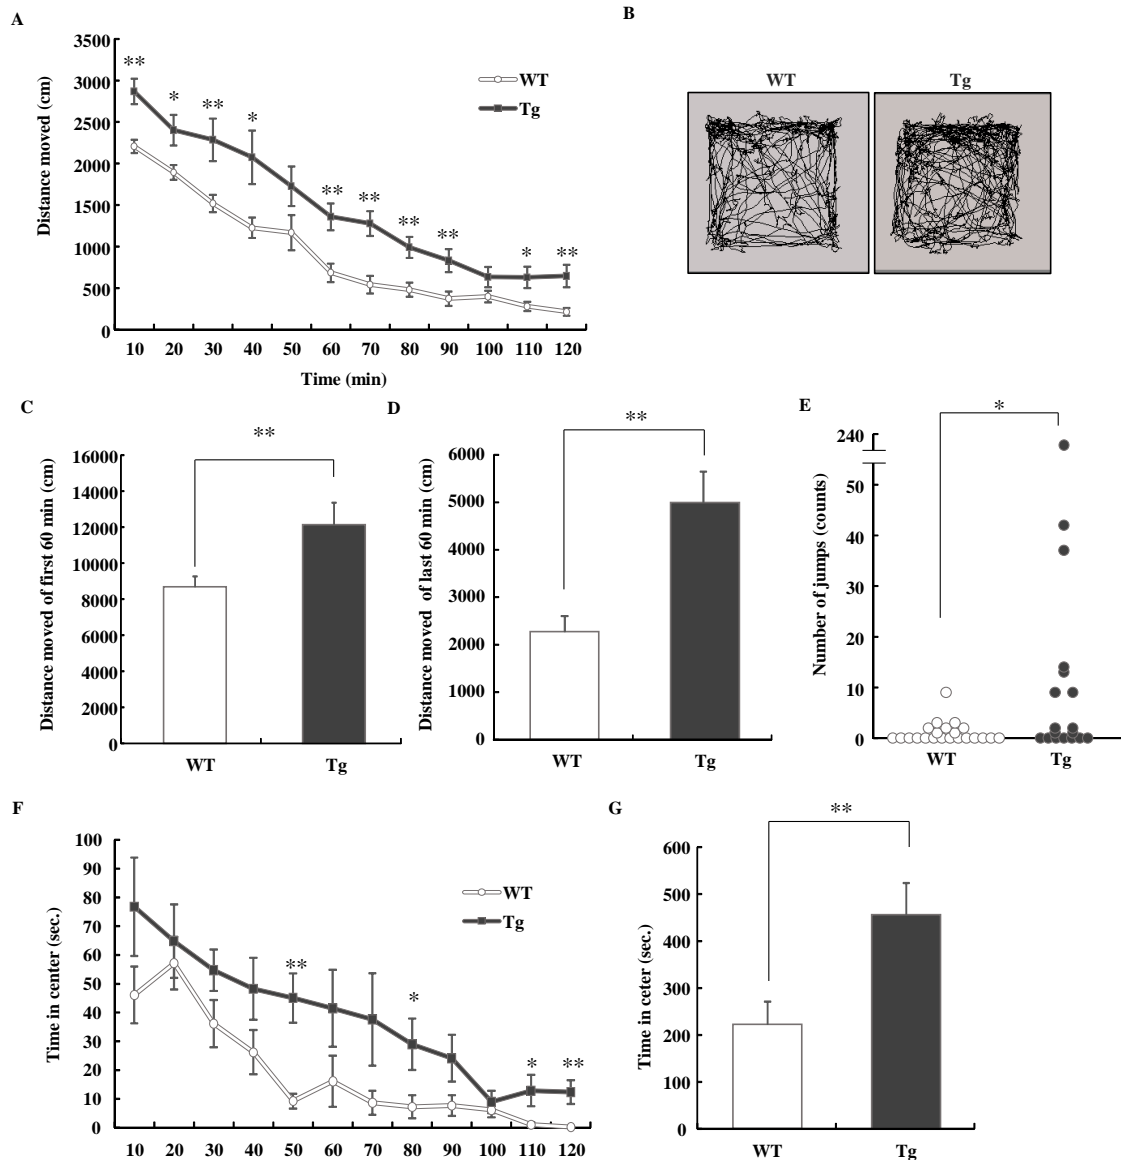 A
3500
3000
2500
2000
1500
1000
500
0
Distance moved (cm)
** * ** * ** ** ** ** * **
WT
Tg
10 20 30 40 50 60 70 80 90 100 110 120
Time (min)
B
WT Tg
C
16000
14000
12000
10000
8000
6000
4000
2000
0
Distance moved of first 60 min (cm)
**
WT Tg
D
6000
5000
4000
3000
2000
1000
0
Distance moved of last 60 min (cm)
**
WT Tg
E
240
50
40
30
20
10
0
Number of jumps (counts)
*
WT Tg
F
100
90
80
70
60
50
40
30
20
10
0
Time in center (sec.)
** * * **
WT
Tg
10 20 30 40 50 60 70 80 90 100 110 120
G
600
500
400
300
200
100
0
Time in ceter (sec.)
**
WT Tg